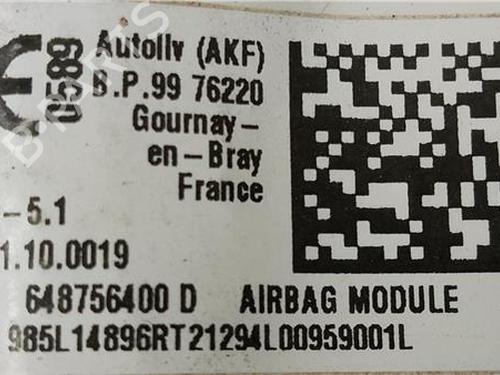 0589
Autoliv (AKF)
B.P.99 76220
Gournay-
en-Bray
France
-5.1
1.10.0019
648756400 D AIRBAG MODULE
985L14896RT21294L00959001L